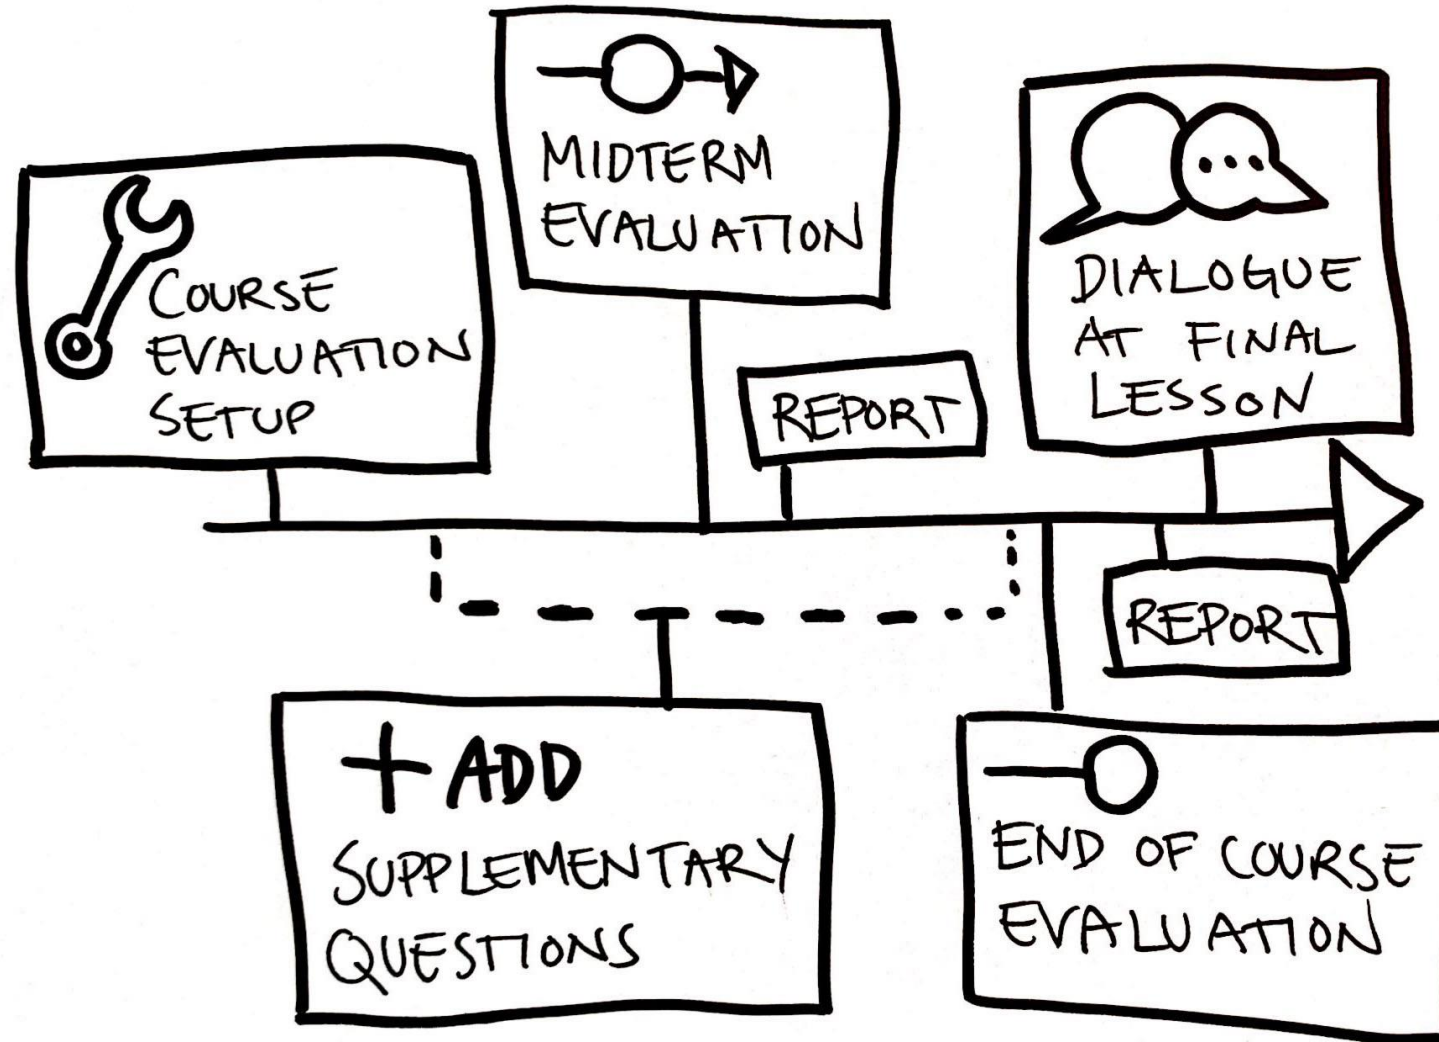 COURSE
EVALUATION
SETUP
MIDTERM
EVALUATION
REPORT
DIALOGUE
AT FINAL
LESSON
REPORT
+ ADD
SUPPLEMENTARY
QUESTIONS
END OF COURSE
EVALUATION